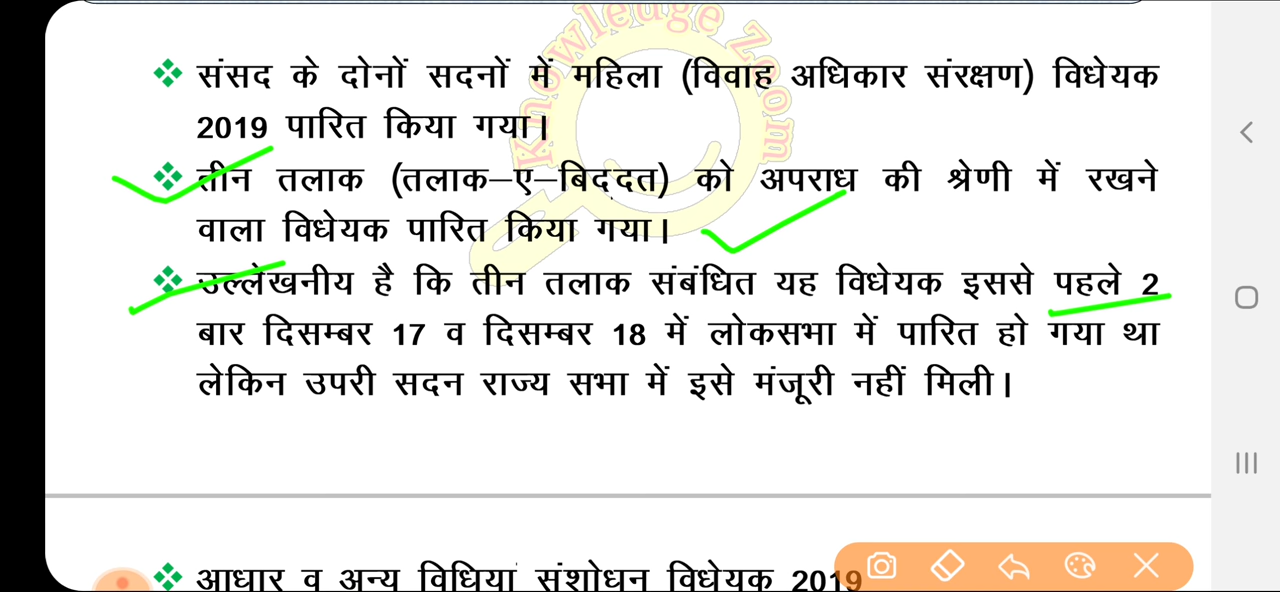 Knowledge Zoom
संसद के दोनों सदनों में महिला (विवाह अधिकार संरक्षण) विधेयक
2019 पारित किया गया।
तीन तलाक (तलाक–ए–बिद्दत) को अपराध की श्रेणी में रखने
वाला विधेयक पारित किया गया।
उल्लेखनीय है कि तीन तलाक संबंधित यह विधेयक इससे पहले 2
बार दिसम्बर 17 व दिसम्बर 18 में लोकसभा में पारित हो गया था
लेकिन उपरी सदन राज्य सभा में इसे मंजूरी नहीं मिली।
आधार व अन्य विधियां संशोधन विधेयक 2019